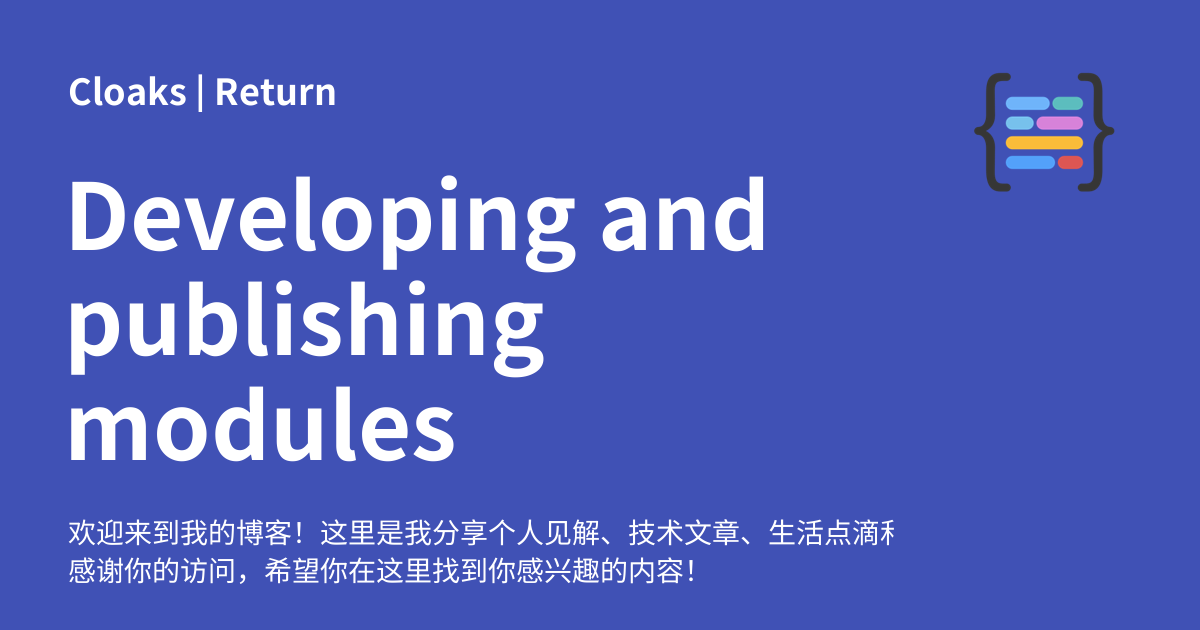 Cloaks | Return
Developing and
publishing
modules
欢迎来到我的博客！这里是我分享个人见解、技术文章、生活点滴
感谢你的访问，希望你在这里找到你感兴趣的内容！